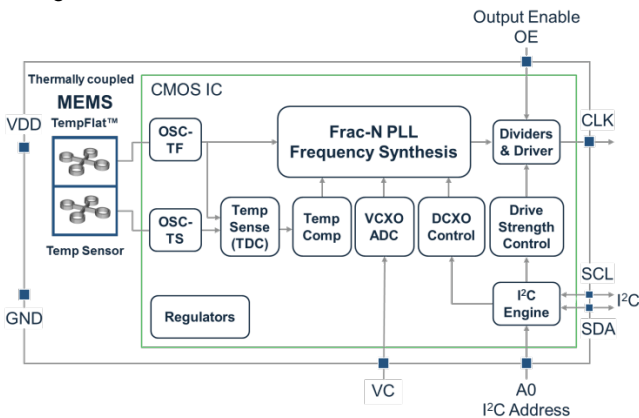 Output Enable
OE
Thermally coupled
MEMS
TempFlat™
VDD
CMOS IC
OSC-
TF
Frac-N PLL
Frequency Synthesis
Dividers
& Driver
CLK
OSC-
TS
Temp
Sense
(TDC)
Temp
Comp
VCXO
ADC
DCXO
Control
Drive
Strength
Control
Temp Sensor
GND
Regulators
I²C
Engine
SCL
I²C
SDA
VC
A0
I²C Address